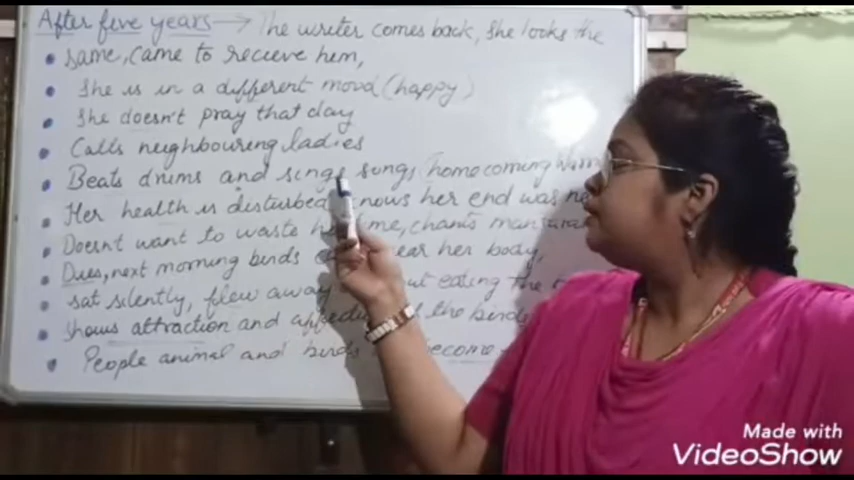 After five years → The writer comes back, she looks the
same, came to recieve him,
She is in a different mood (happy)
She doesn't pray that day
Calls neighbouring ladies
Beats drums and sings songs, homecoming
Her health is disturbed knows her end was
Doesn't want to waste time, chants
Dies, next morning birds near her body,
sat silently, flew away eating the
shows attraction and the birds
People animal and birds become
Made with
VideoShow